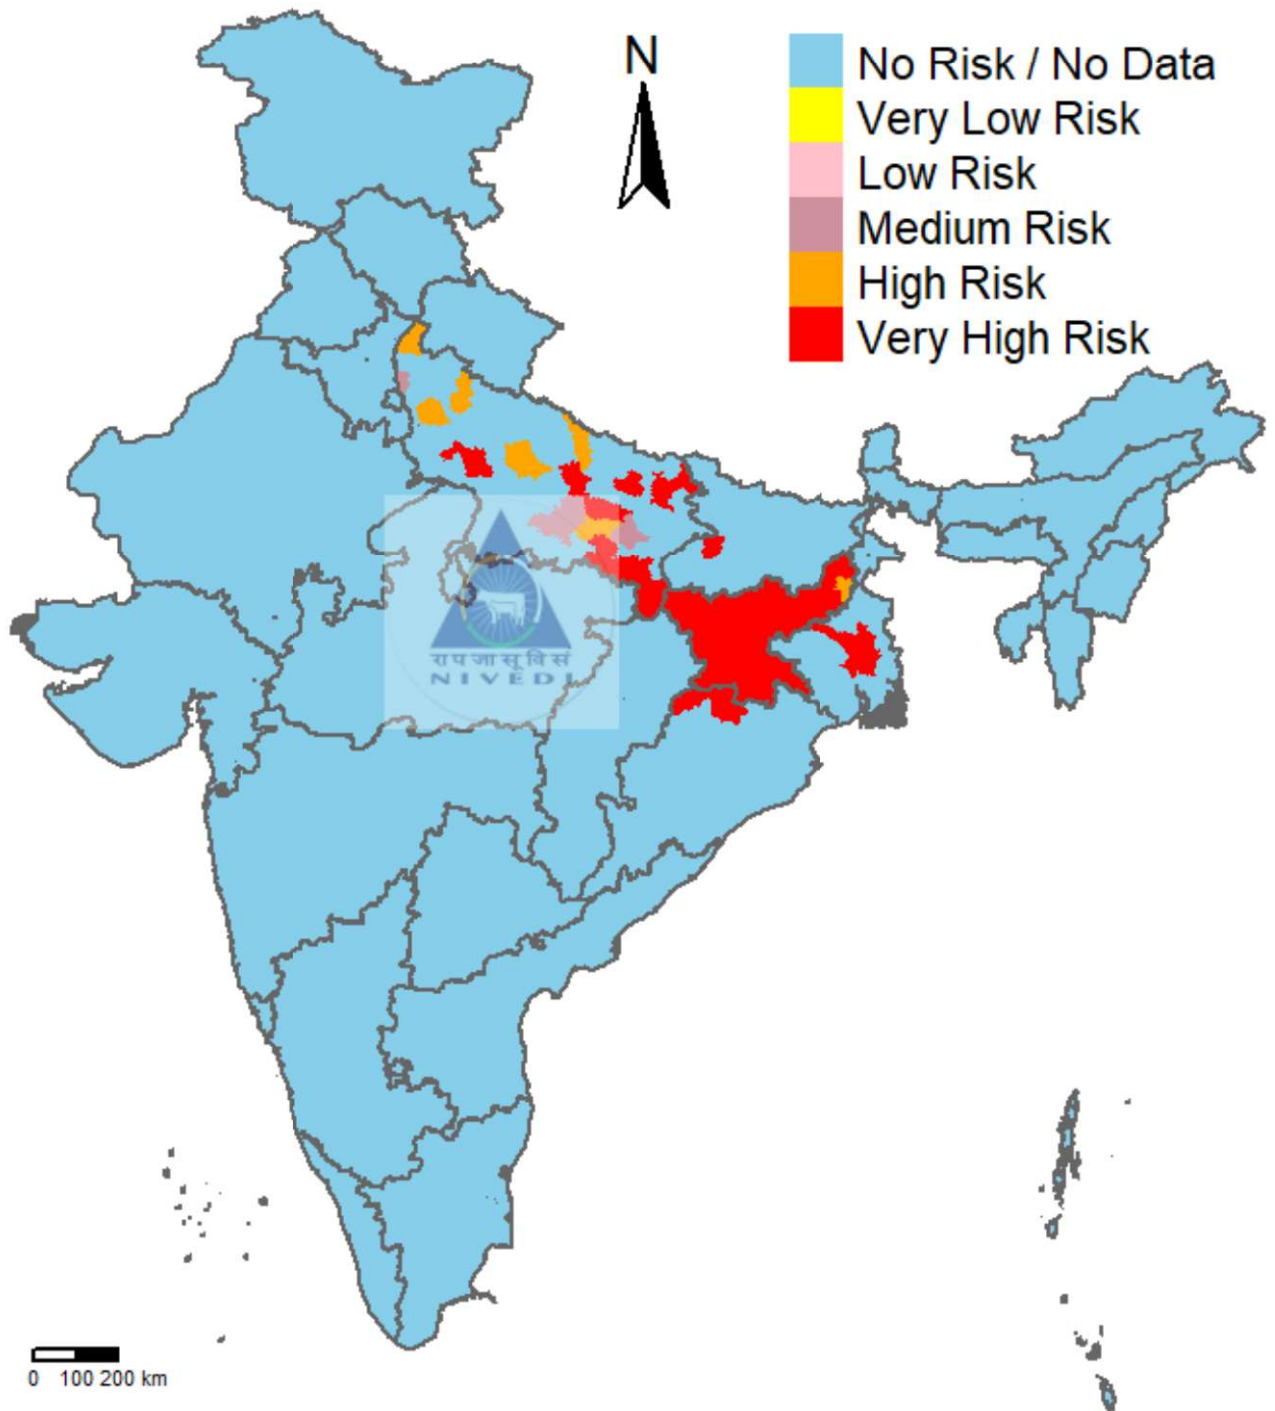 N
No Risk / No Data
Very Low Risk
Low Risk
Medium Risk
High Risk
Very High Risk
रा प जा सू वि सं
NIVEDI
0 100 200 km